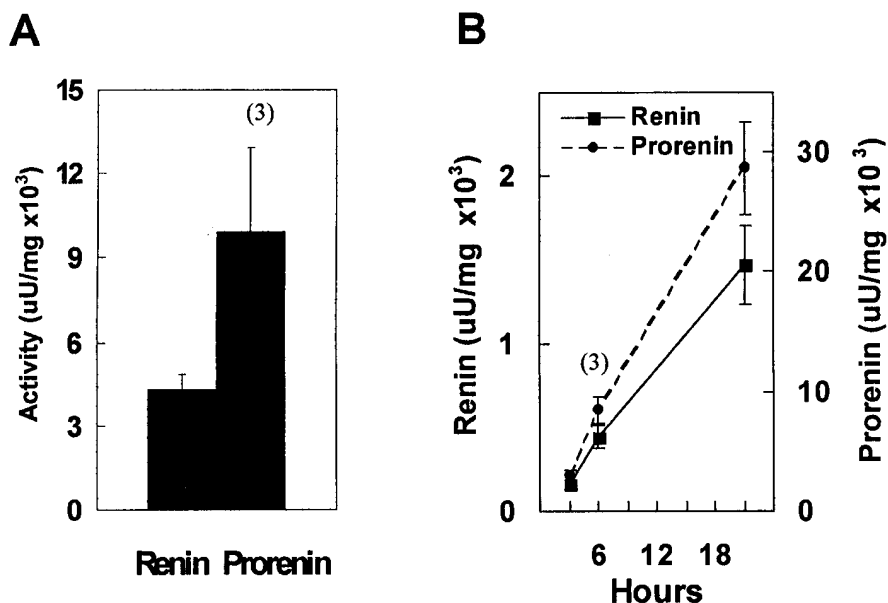 A
Activity (uU/mg x10³)
15
12
9
6
3
0
(3)
Renin Prorenin
B
Renin (uU/mg x10³)
2
1
0
Renin
Prorenin
(3)
6 12 18
Hours
30
20
10
0
Prorenin (uU/mg x10³)